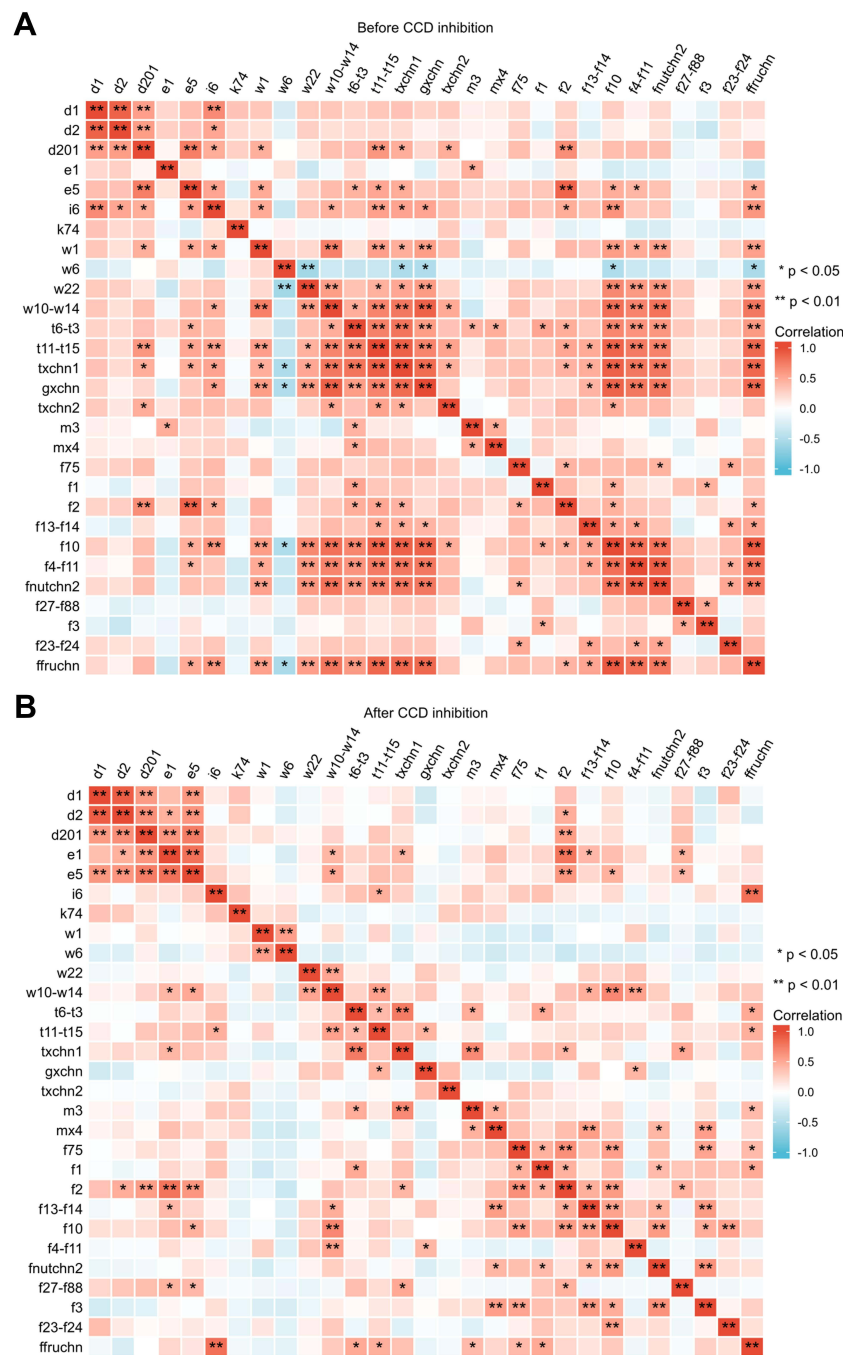 A
Before CCD inhibition
d1 d2 d201 e1 e5 i6 k74 w1 w6 w22 w10-w14 t6-t3 t11-t15 txchn1 gxchn txchn2 m3 mx4 f75 f1 f2 f13-f14 f10 f4-f11 fnutchn2 f27-f88 f3 f23-f24 ffruchn
d1
d2
d201
e1
e5
i6
k74
w1
w6
w22
w10-w14
t6-t3
t11-t15
txchn1
gxchn
txchn2
m3
mx4
f75
f1
f2
f13-f14
f10
f4-f11
fnutchn2
f27-f88
f3
f23-f24
ffruchn
* p < 0.05
** p < 0.01
Correlation
1.0
0.5
0.0
-0.5
-1.0
B
After CCD inhibition
d1 d2 d201 e1 e5 i6 k74 w1 w6 w22 w10-w14 t6-t3 t11-t15 txchn1 gxchn txchn2 m3 mx4 f75 f1 f2 f13-f14 f10 f4-f11 fnutchn2 f27-f88 f3 f23-f24 ffruchn
d1
d2
d201
e1
e5
i6
k74
w1
w6
w22
w10-w14
t6-t3
t11-t15
txchn1
gxchn
txchn2
m3
mx4
f75
f1
f2
f13-f14
f10
f4-f11
fnutchn2
f27-f88
f3
f23-f24
ffruchn
* p < 0.05
** p < 0.01
Correlation
1.0
0.5
0.0
-0.5
-1.0